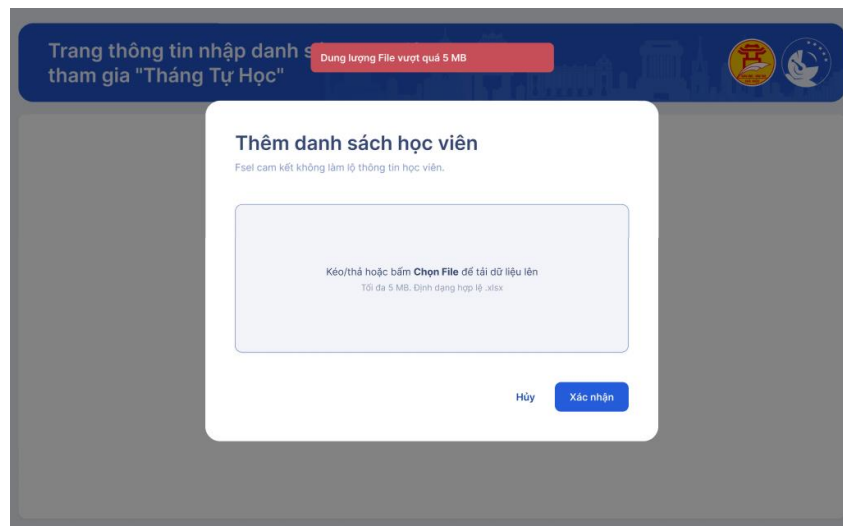 Trang thông tin nhập danh s
Dung lượng File vượt quá 5 MB
tham gia "Tháng Tự Học"
Thêm danh sách học viên
Fsel cam kết không làm lộ thông tin học viên.
Kéo/thả hoặc bấm Chọn File để tải dữ liệu lên
Tối đa 5 MB. Định dạng hợp lệ .xlsx
Hủy
Xác nhận